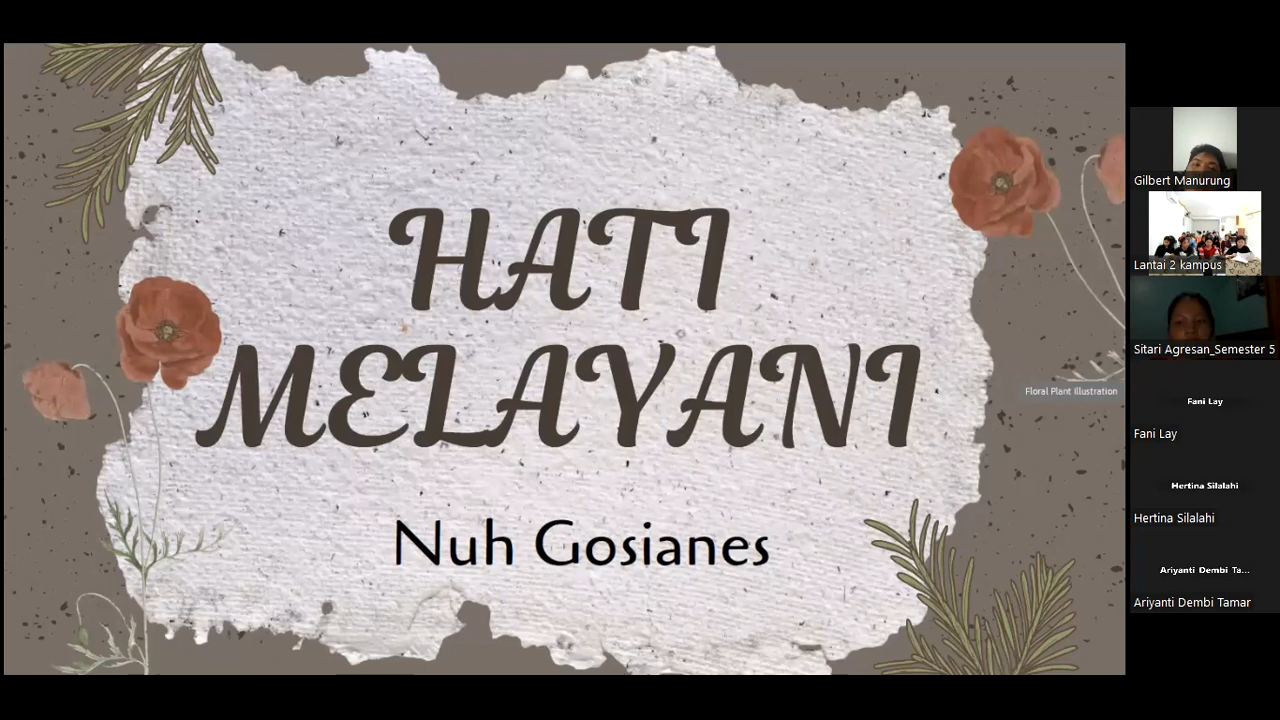 HATI
MELAYANI
Nuh Gosianes
Floral Plant Illustration
Gilbert Manurung
Lantai 2 kampus
Sitari Agresan_Semester 5
Fani Lay
Fani Lay
Hertina Silalahi
Hertina Silalahi
Ariyanti Dembi Ta...
Ariyanti Dembi Tamar